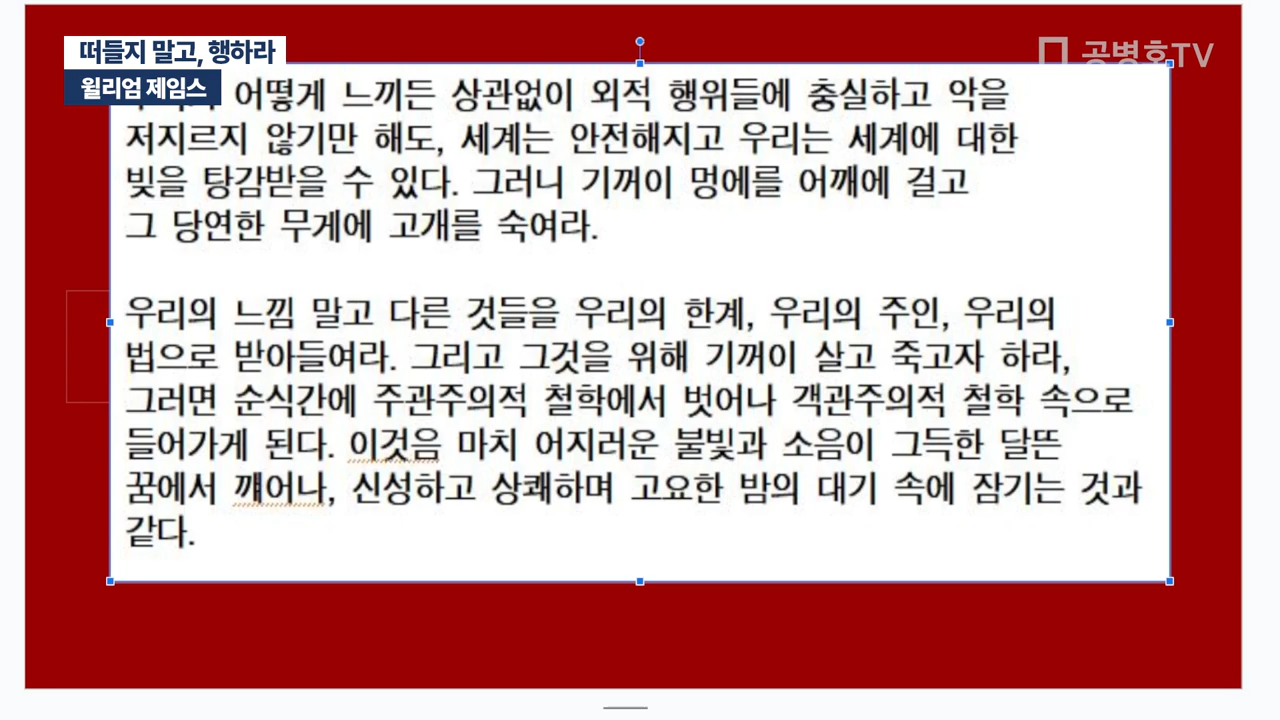 떠들지 말고, 행하라
윌리엄 제임스
공병호TV
어떻게 느끼든 상관없이 외적 행위들에 충실하고 악을
저지르지 않기만 해도, 세계는 안전해지고 우리는 세계에 대한
빚을 탕감받을 수 있다. 그러니 기꺼이 멍에를 어깨에 걸고
그 당연한 무게에 고개를 숙여라.
우리의 느낌 말고 다른 것들을 우리의 한계, 우리의 주인, 우리의
법으로 받아들여라. 그리고 그것을 위해 기꺼이 살고 죽고자 하라,
그러면 순식간에 주관주의적 철학에서 벗어나 객관주의적 철학 속으로
들어가게 된다. 이것음 마치 어지러운 불빛과 소음이 그득한 달뜬
꿈에서 깨어나, 신성하고 상쾌하며 고요한 밤의 대기 속에 잠기는 것과
같다.